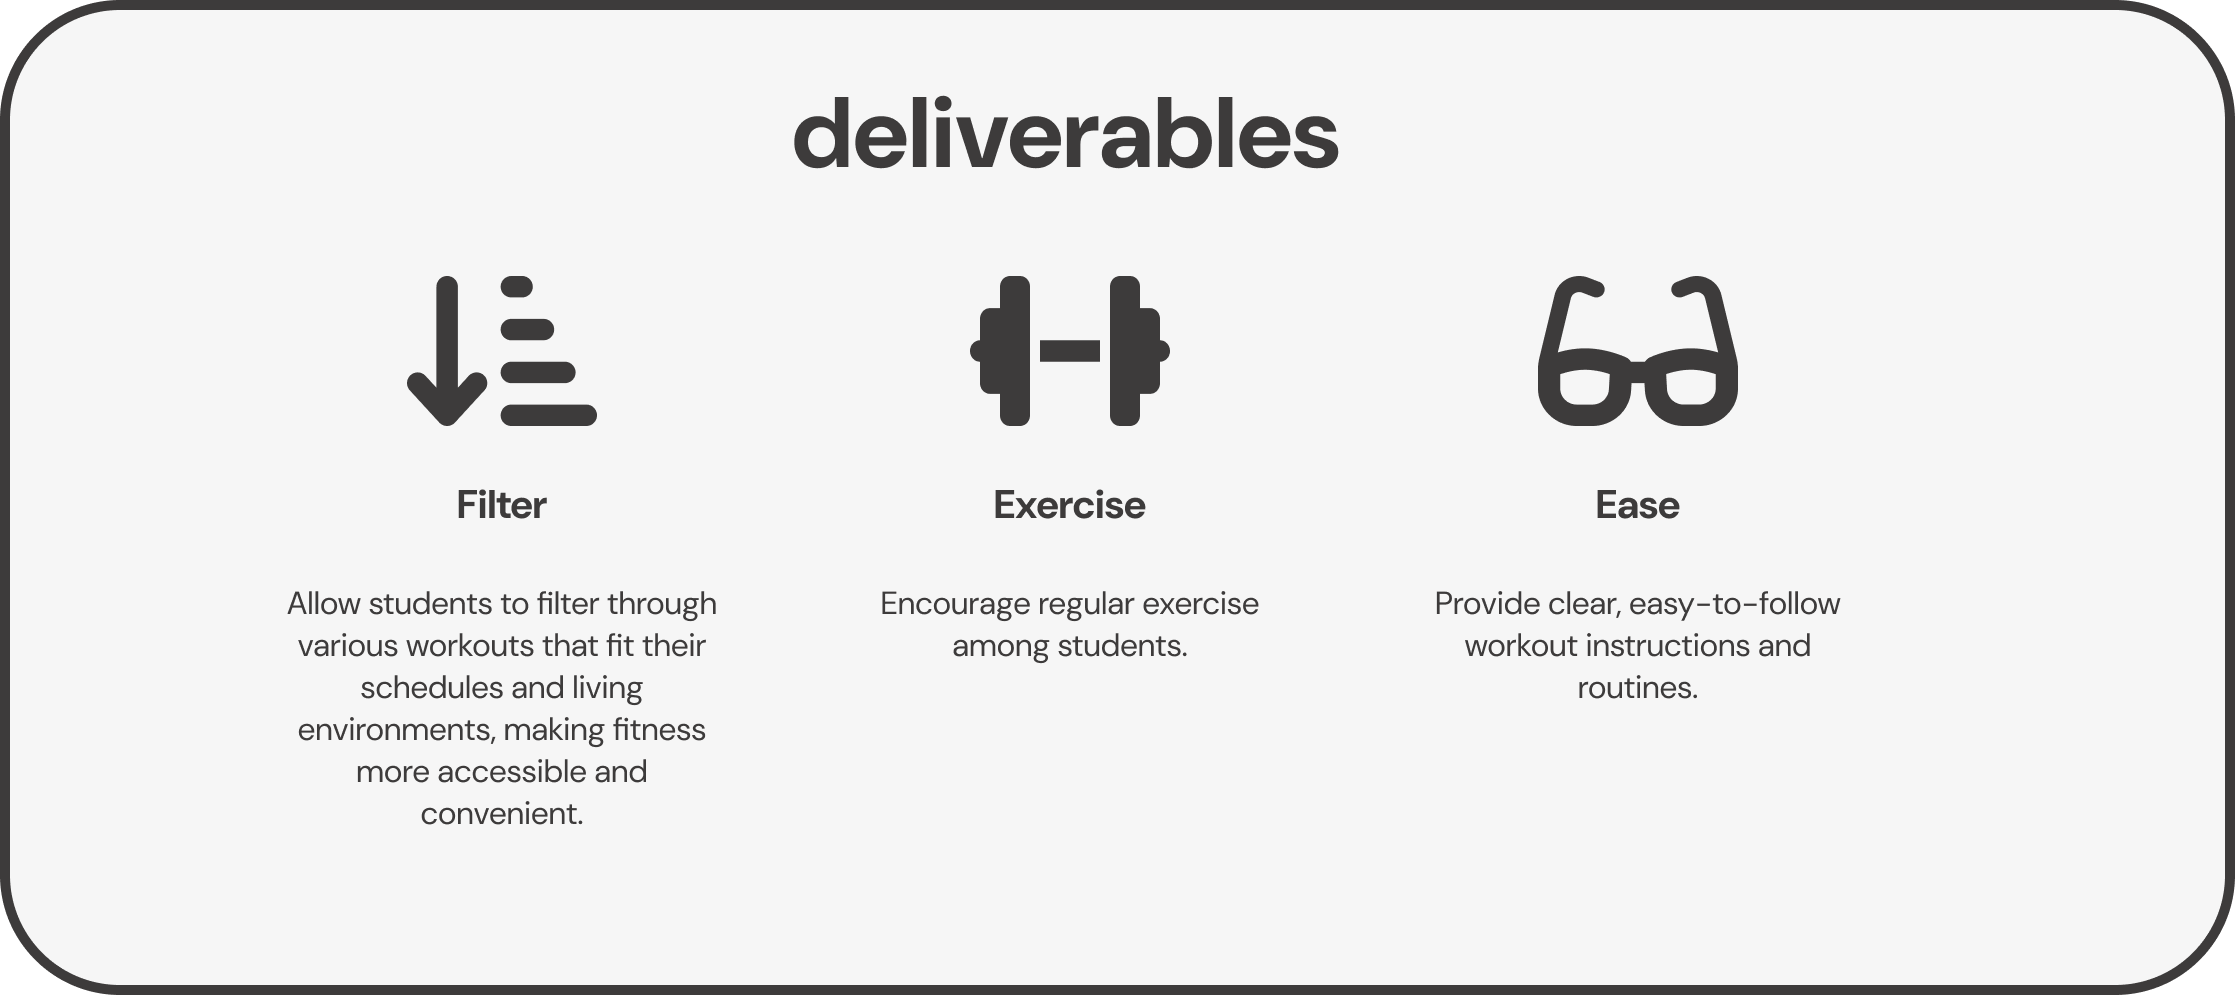 deliverables
Filter
Allow students to filter through
various workouts that fit their
schedules and living
environments, making fitness
more accessible and
convenient.
Exercise
Encourage regular exercise
among students.
Ease
Provide clear, easy-to-follow
workout instructions and
routines.